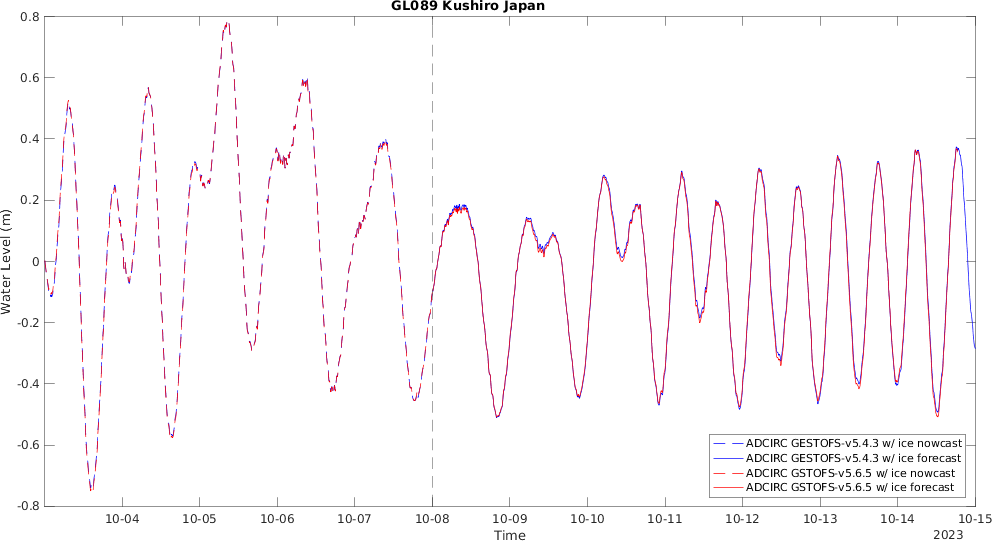 GL089 Kushiro Japan
0.8
0.6
0.4
0.2
0
-0.2
-0.4
-0.6
-0.8
Water Level (m)
10-04 10-05 10-06 10-07 10-08 10-09 10-10 10-11 10-12 10-13 10-14 10-15
Time
2023
ADCIRC GESTOFS-v5.4.3 w/ ice nowcast
ADCIRC GESTOFS-v5.4.3 w/ ice forecast
ADCIRC GSTOFS-v5.6.5 w/ ice nowcast
ADCIRC GSTOFS-v5.6.5 w/ ice forecast